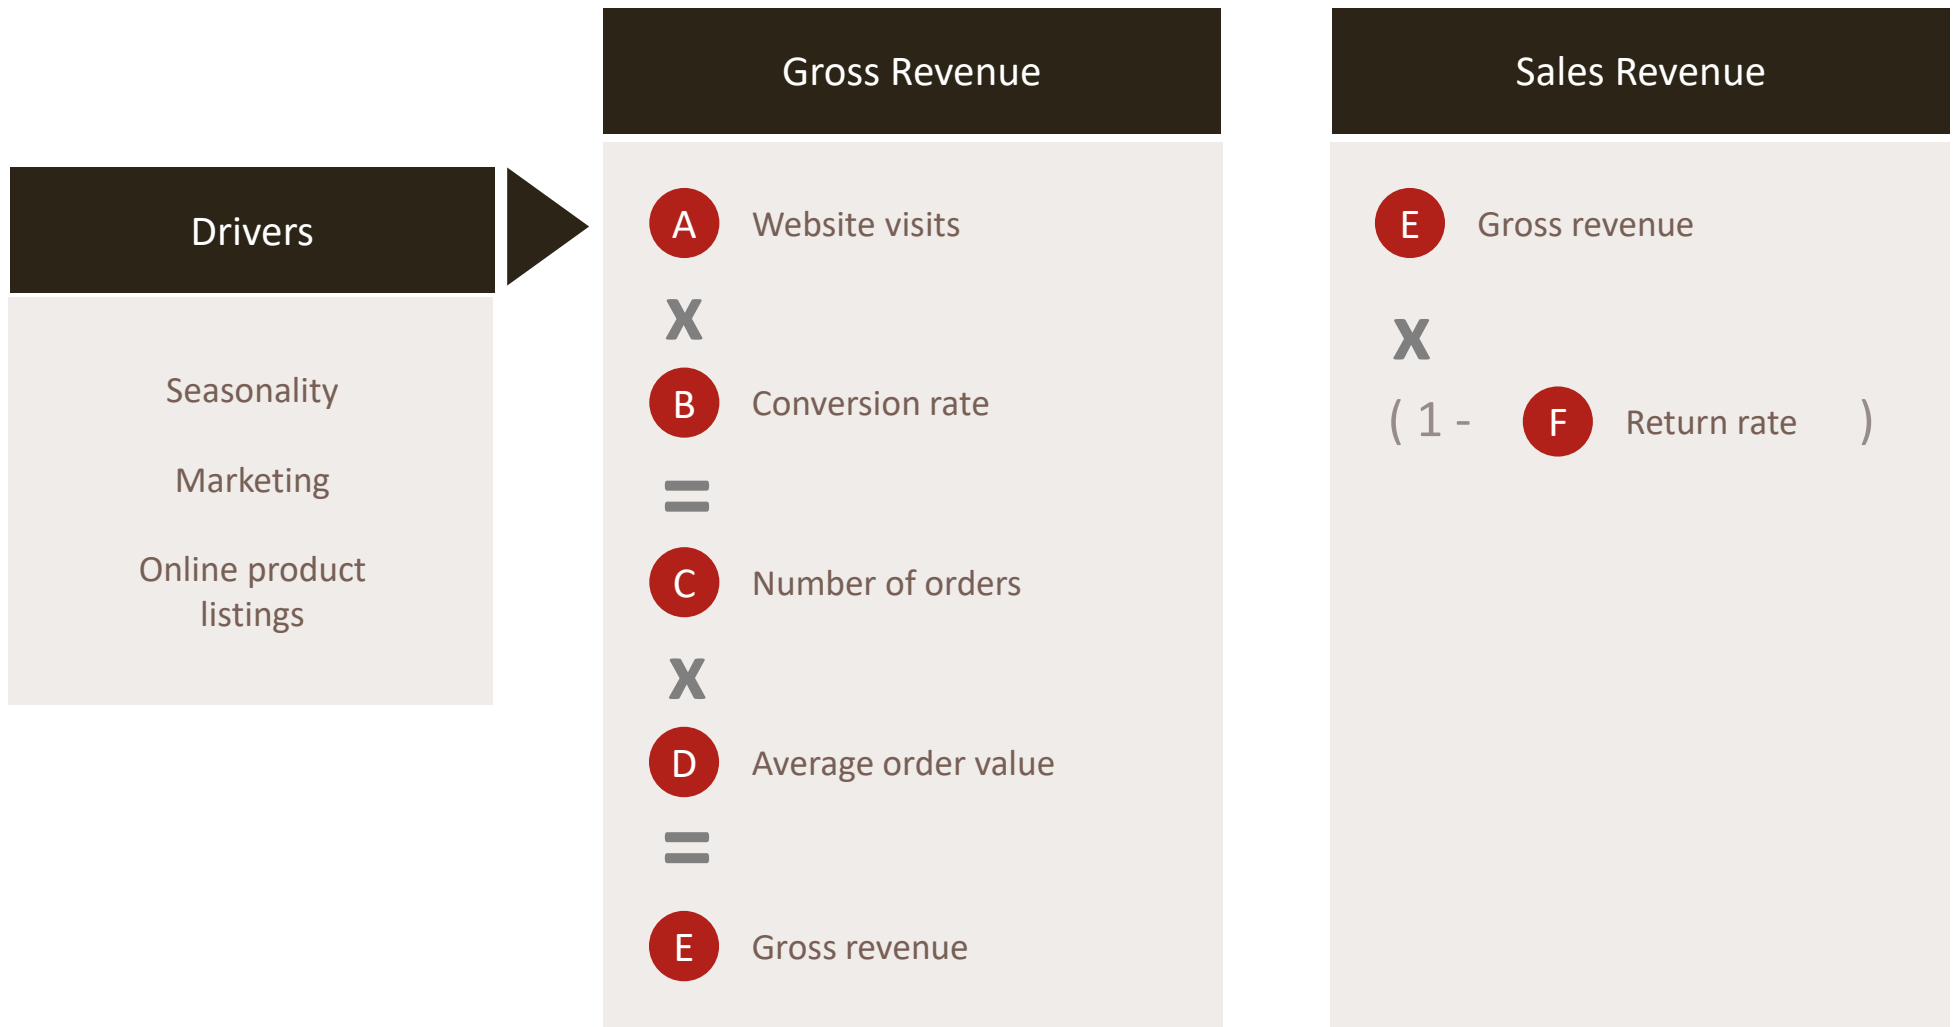 Drivers
Seasonality
Marketing
Online product
listings
Gross Revenue
A Website visits
x
B Conversion rate
=
C Number of orders
x
D Average order value
=
E Gross revenue
Sales Revenue
E Gross revenue
x
( 1 - F Return rate )